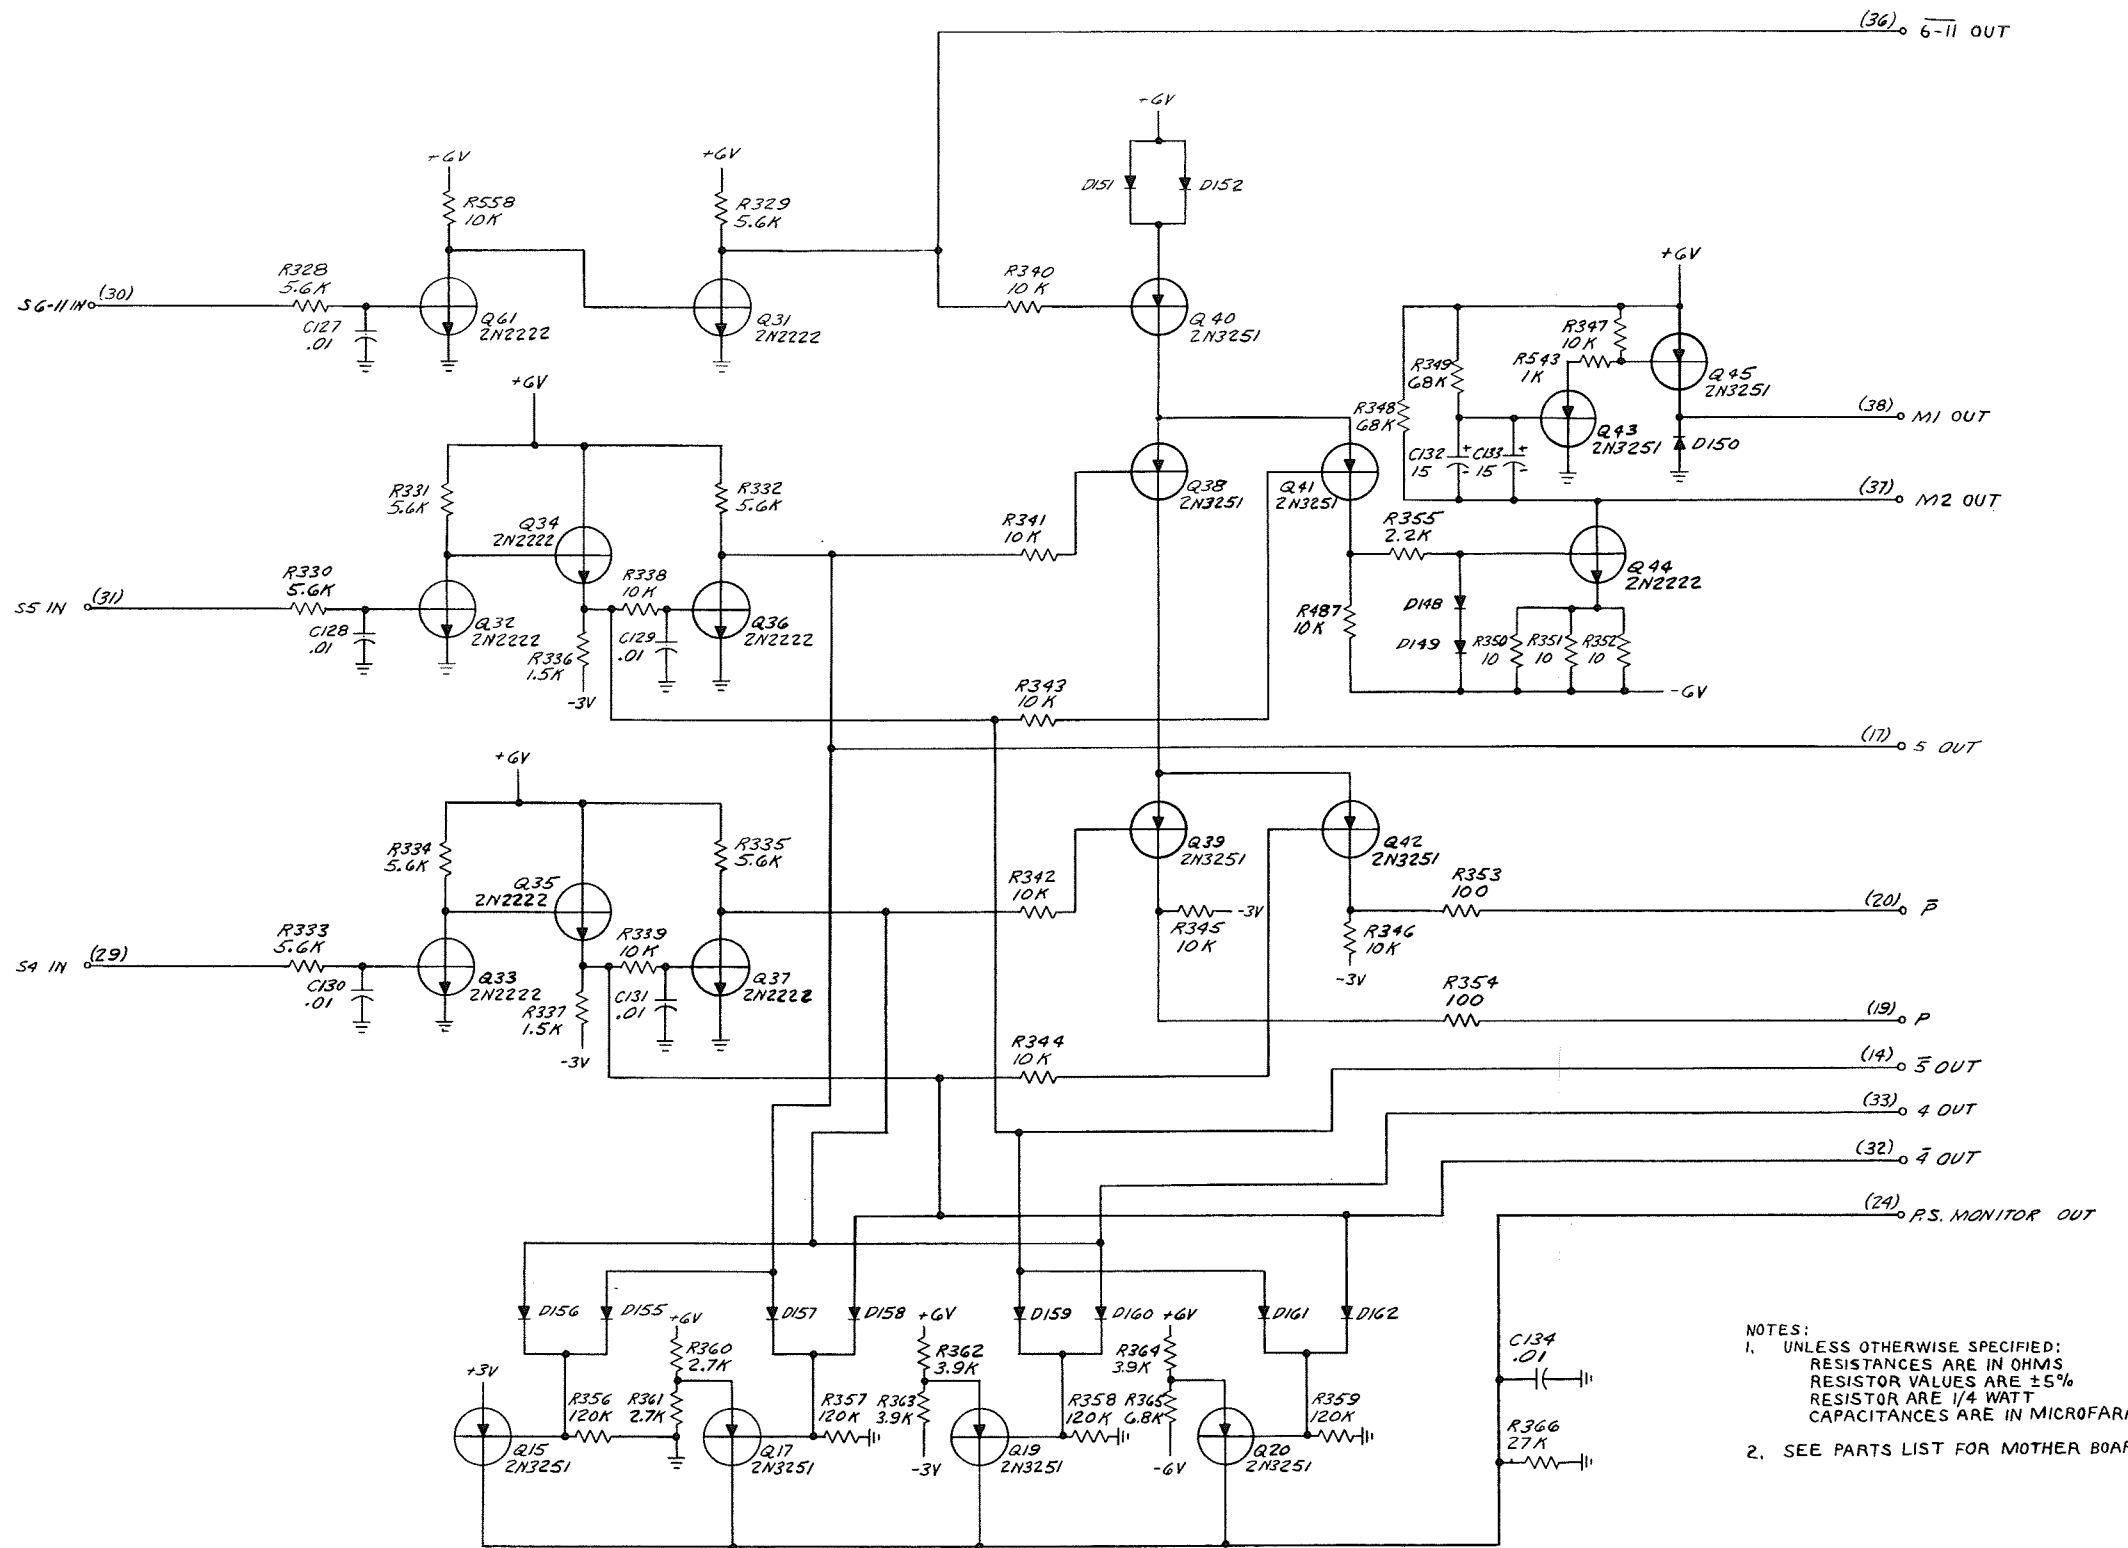 (36) 6-11 OUT
+6V
+6V
+6V
D151
D152
R558
10K
R329
5.6K
S6-11 IN (30)
R328
5.6K
C127
.01
Q61
2N2222
Q31
2N2222
R340
10K
Q40
2N3251
+6V
R347
10K
R543
1K
R349
68K
R348
68K
Q45
2N3251
Q43
2N3251
D150
(38) M1 OUT
C132
15
+
-
C133
15
+
-
(37) M2 OUT
+6V
R331
5.6K
Q34
2N2222
R332
5.6K
R341
10K
Q38
2N3251
Q41
2N3251
R355
2.2K
Q44
2N2222
S5 IN (31)
R330
5.6K
C128
.01
Q32
2N2222
R338
10K
R336
1.5K
-3V
C129
.01
Q36
2N2222
R487
10K
D148
D149
R350
10
R351
10
R352
10
-6V
R343
10K
(17) 5 OUT
+6V
R334
5.6K
Q35
2N2222
R335
5.6K
R342
10K
Q39
2N3251
Q42
2N3251
R353
100
(20) P̅
R345
10K
-3V
R346
10K
-3V
S4 IN (29)
R333
5.6K
C130
.01
Q33
2N2222
R339
10K
R337
1.5K
-3V
C131
.01
Q37
2N2222
R354
100
(19) P
R344
10K
(14) 5̅ OUT
(33) 4 OUT
(32) 4̅ OUT
(24) P.S. MONITOR OUT
D156
D155
D157
D158
D159
D160
D161
D162
+3V
Q15
2N3251
R356
120K
+6V
R360
2.7K
R361
2.7K
Q17
2N3251
R357
120K
+6V
R362
3.9K
R363
3.9K
-3V
Q19
2N3251
R358
120K
+6V
R364
3.9K
R365
6.8K
-6V
Q20
2N3251
R359
120K
C134
.01
R366
27K
NOTES:
1. UNLESS OTHERWISE SPECIFIED:
RESISTANCES ARE IN OHMS
RESISTOR VALUES ARE ±5%
RESISTOR ARE 1/4 WATT
CAPACITANCES ARE IN MICROFAR
2. SEE PARTS LIST FOR MOTHER BOAR